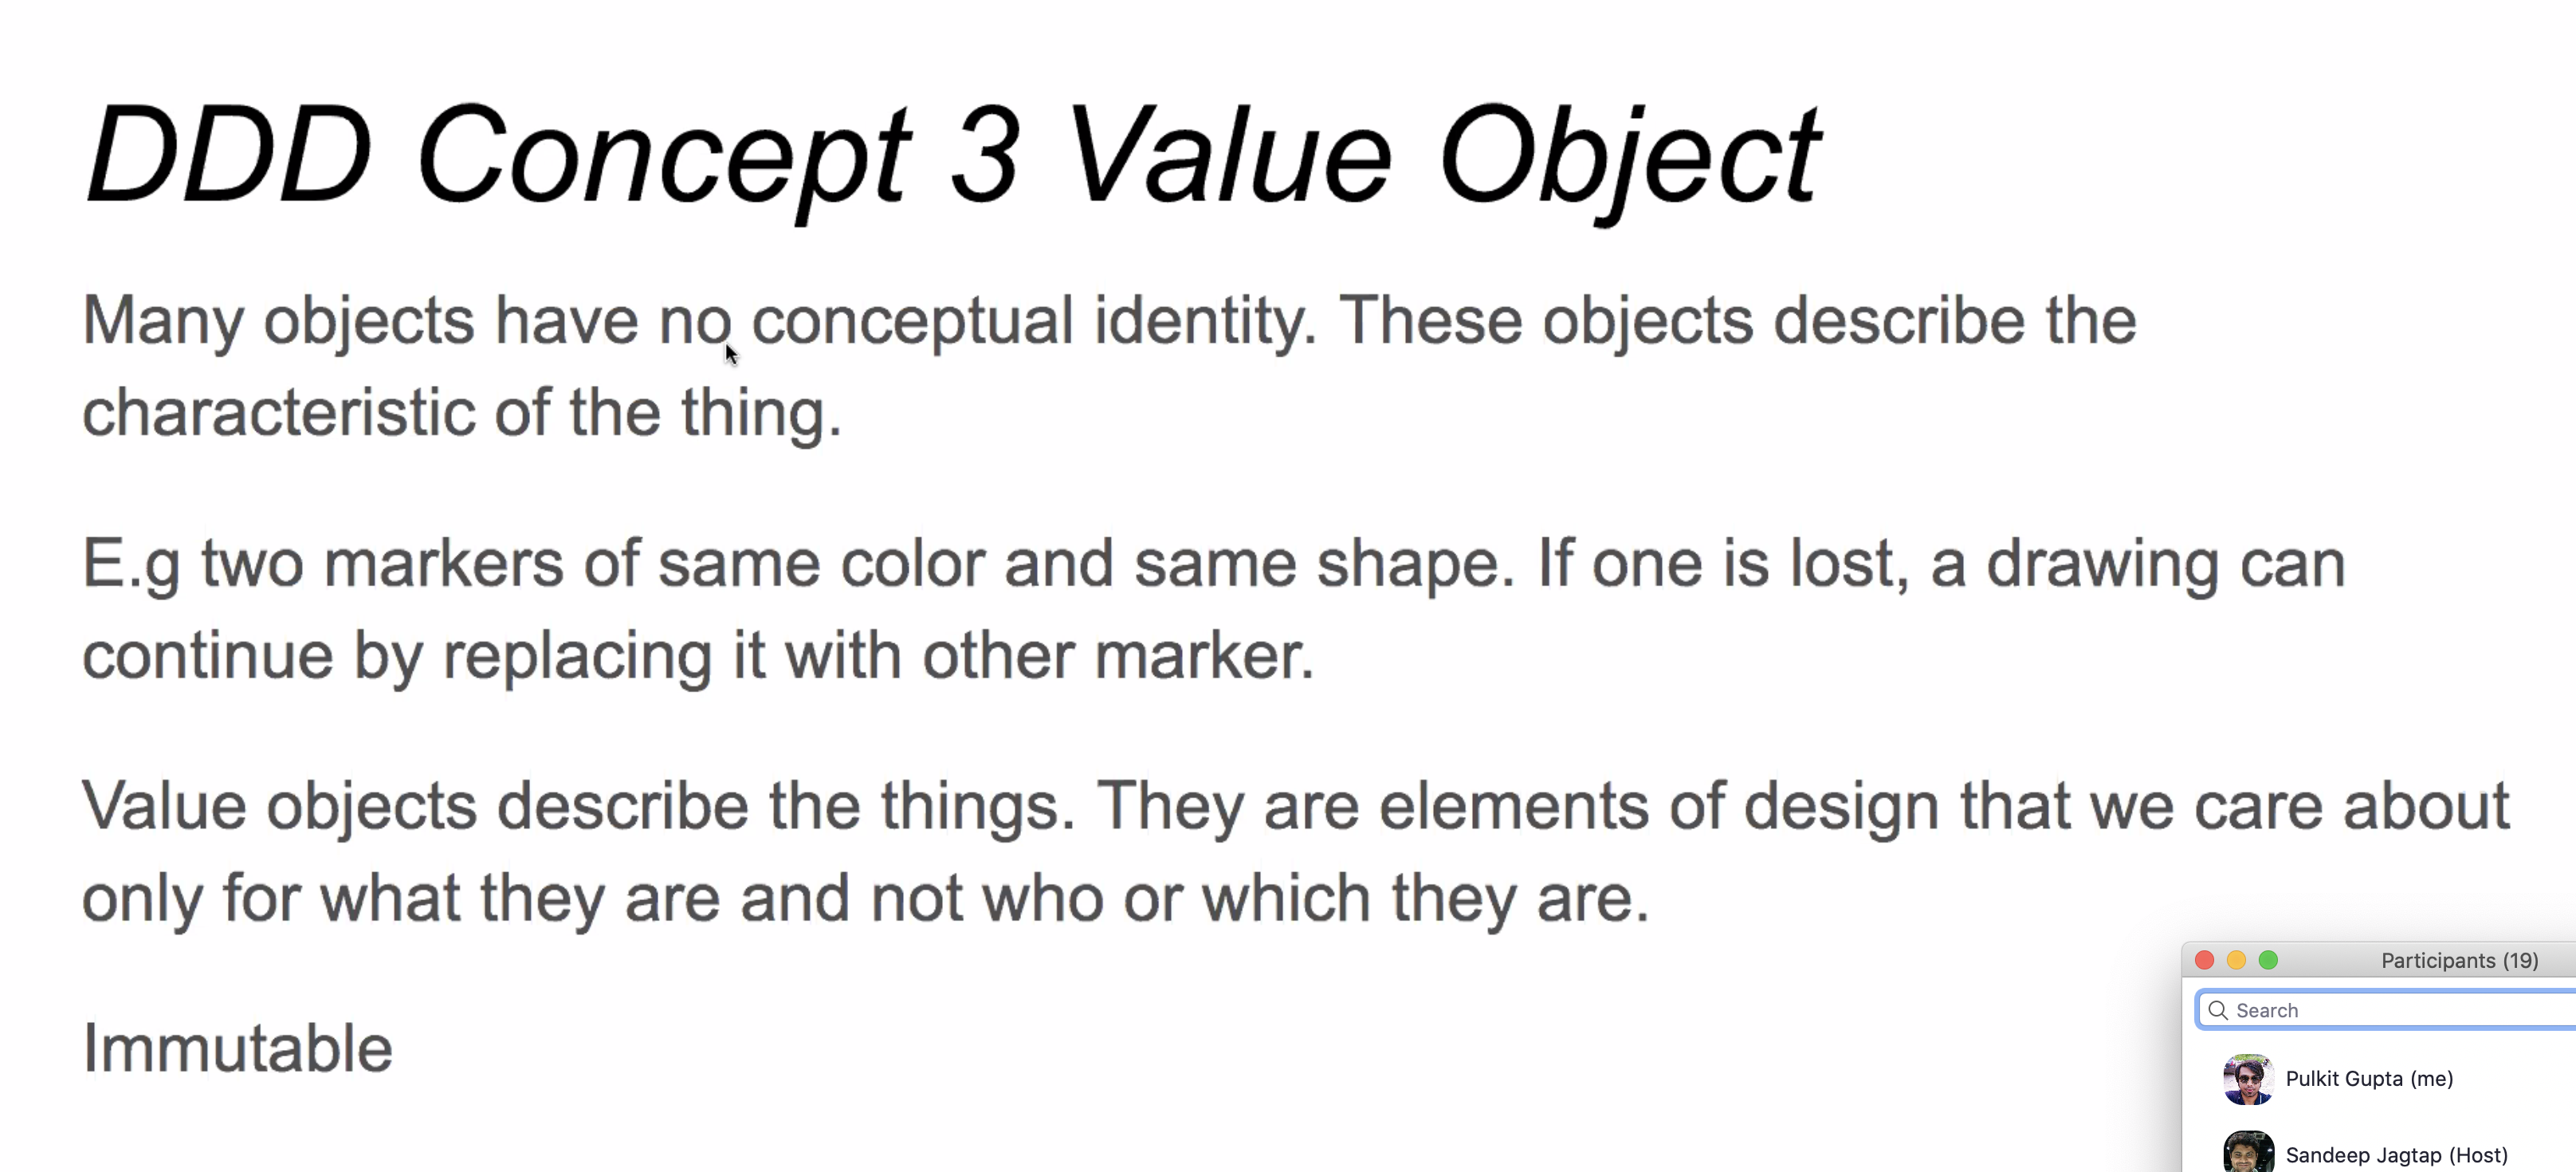 DDD Concept 3 Value Object
Many objects have no conceptual identity. These objects describe the
characteristic of the thing.
E.g two markers of same color and same shape. If one is lost, a drawing can
continue by replacing it with other marker.
Value objects describe the things. They are elements of design that we care about
only for what they are and not who or which they are.
Immutable
Participants (19)
Search
Pulkit Gupta (me)
Sandeep Jagtap (Host)